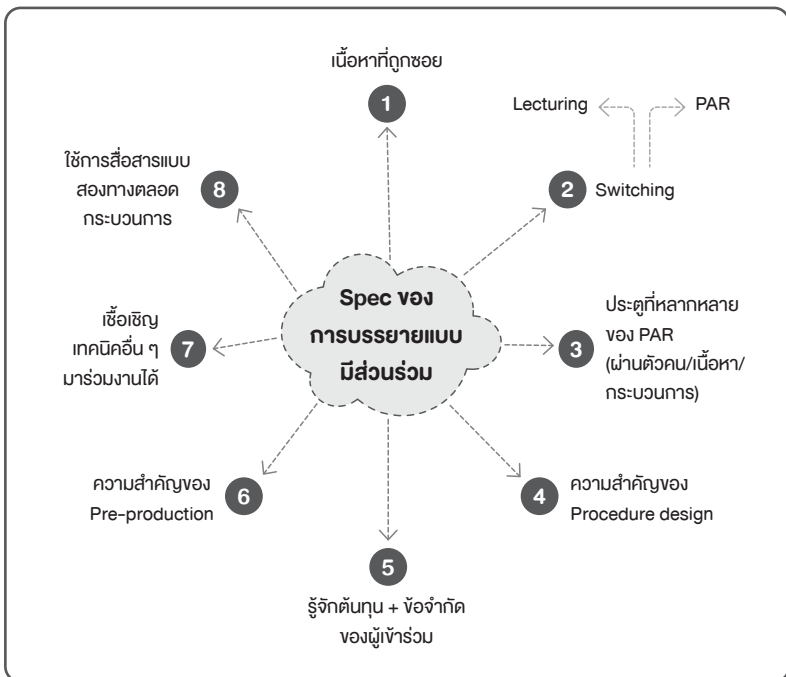 Spec ของ
การบรรยายแบบ
มีส่วนร่วม
1
เนื้อหาที่ถูกซอย
2
Switching
Lecturing
PAR
3
ประตูที่หลากหลาย
ของ PAR
(ผ่านตัวคน/เนื้อหา/
กระบวนการ)
4
ความสำคัญของ
Procedure design
5
รู้จักต้นทุน + ข้อจำกัด
ของผู้เข้าร่วม
6
ความสำคัญของ
Pre-production
7
เชื้อเชิญ
เทคนิคอื่น ๆ
มาร่วมงานได้
8
ใช้การสื่อสารแบบ
สองทางตลอด
กระบวนการ